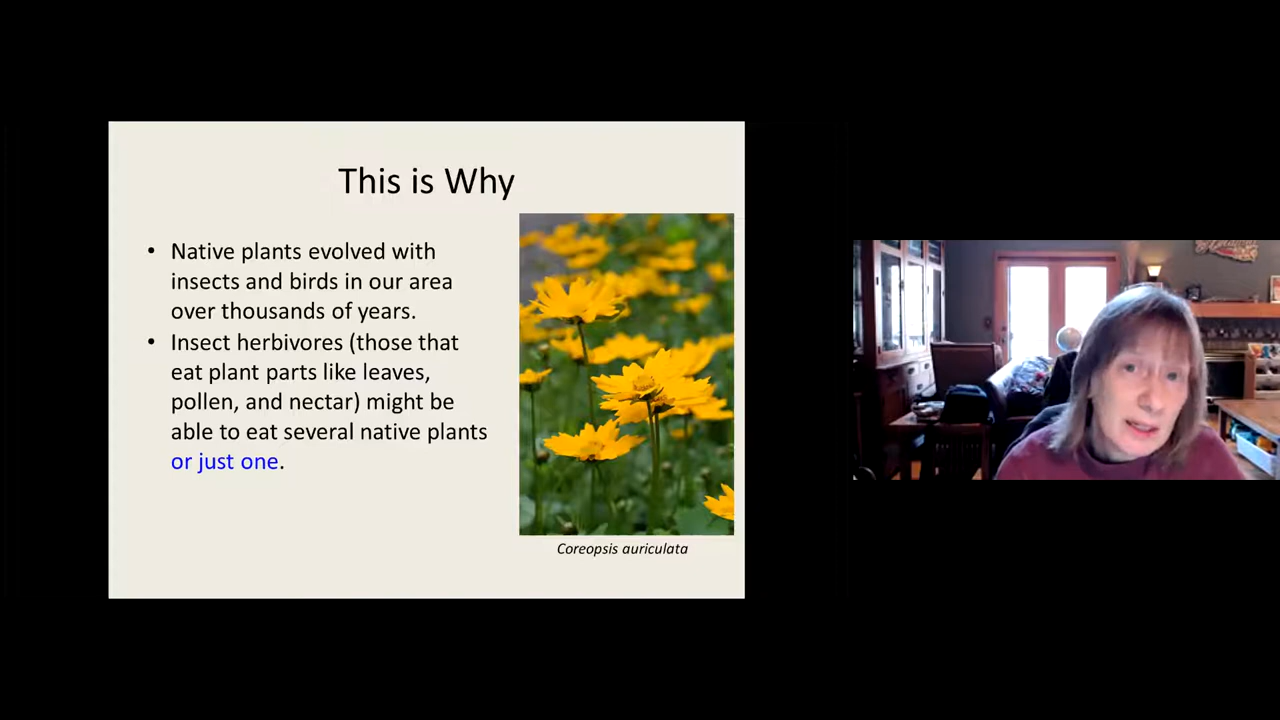 This is Why
• Native plants evolved with
insects and birds in our area
over thousands of years.
• Insect herbivores (those that
eat plant parts like leaves,
pollen, and nectar) might be
able to eat several native plants
or just one.
Coreopsis auriculata